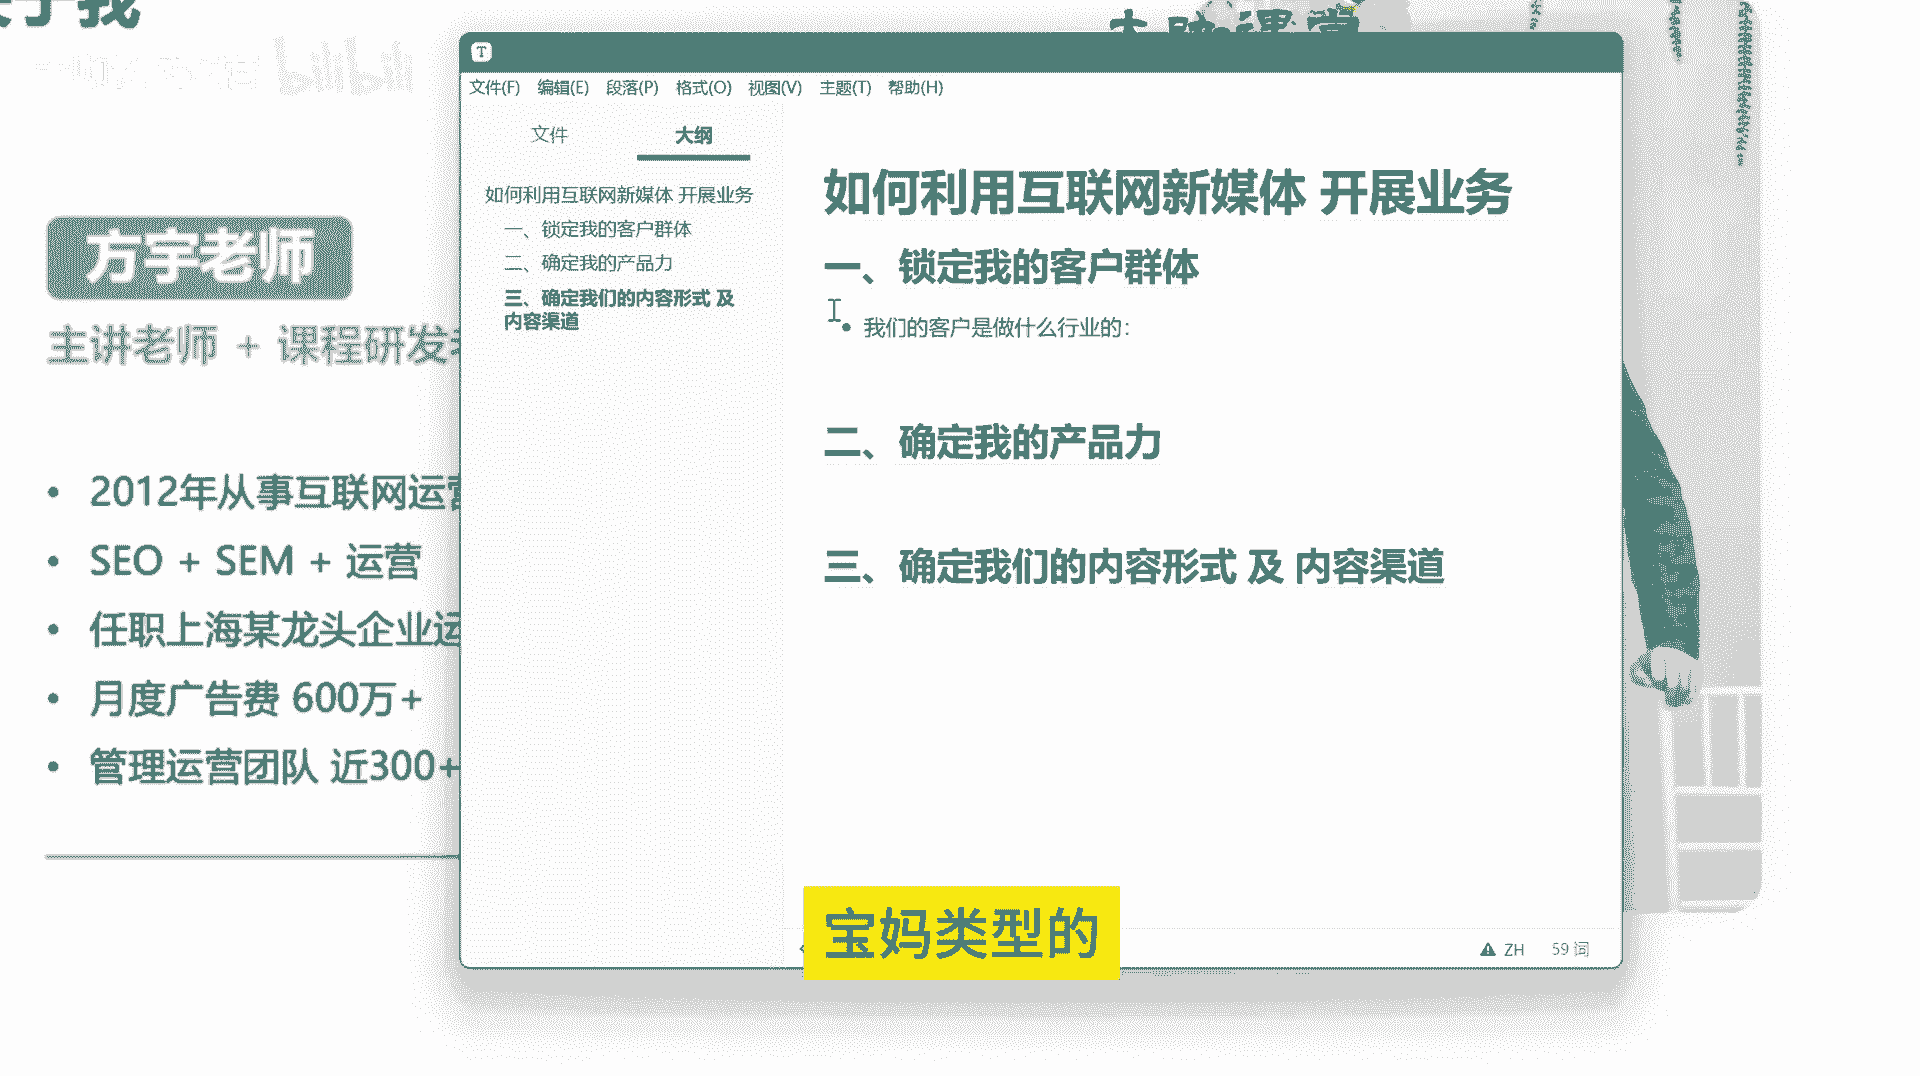 bilibili
方宇老师
主讲老师 + 课程研发
2012年从事互联网运营
SEO + SEM + 运营
任职上海某龙头企业运
月度广告费 600万+
管理运营团队 近300+
T
文件(F) 编辑(E) 段落(P) 格式(O) 视图(V) 主题(T) 帮助(H)
文件 大纲
如何利用互联网新媒体 开展业务
一、锁定我的客户群体
二、确定我的产品力
三、确定我们的内容形式 及
内容渠道
如何利用互联网新媒体 开展业务
一、锁定我的客户群体
我们的客户是做什么行业的：
二、确定我的产品力
三、确定我们的内容形式 及 内容渠道
宝妈类型的
ZH 59 词